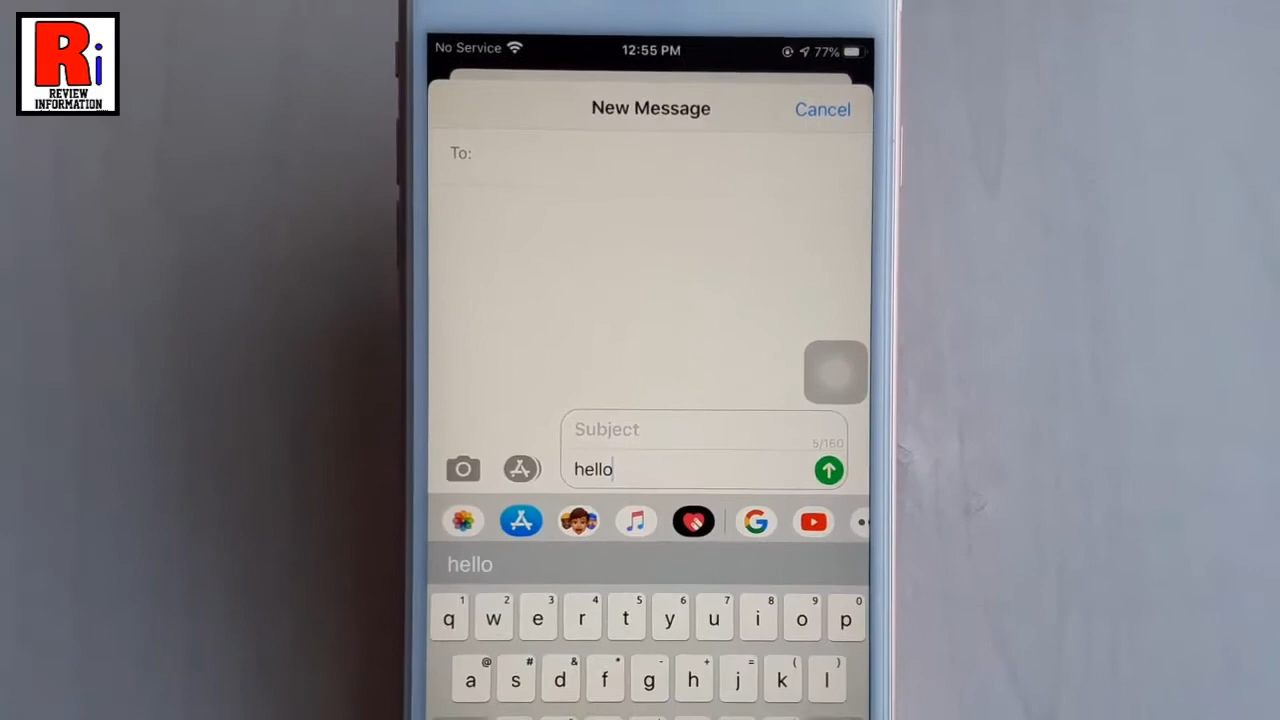 Ri
REVIEW
INFORMATION
No Service
12:55 PM
77%
New Message
Cancel
To:
Subject
5/160
hello
hello
1 2 3 4 5 6 7 8 9 0
q w e r t y u i o p
@ # & * - + = ( )
a s d f g h j k l